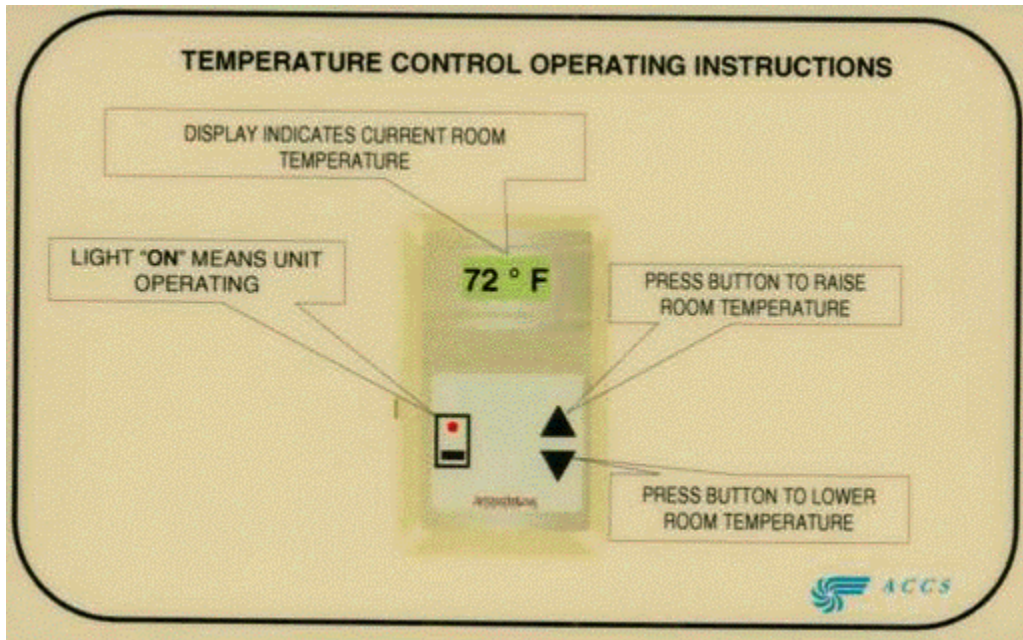 TEMPERATURE CONTROL OPERATING INSTRUCTIONS
DISPLAY INDICATES CURRENT ROOM
TEMPERATURE
LIGHT "ON" MEANS UNIT
OPERATING
72 ° F
PRESS BUTTON TO RAISE
ROOM TEMPERATURE
PRESS BUTTON TO LOWER
ROOM TEMPERATURE
ACCS